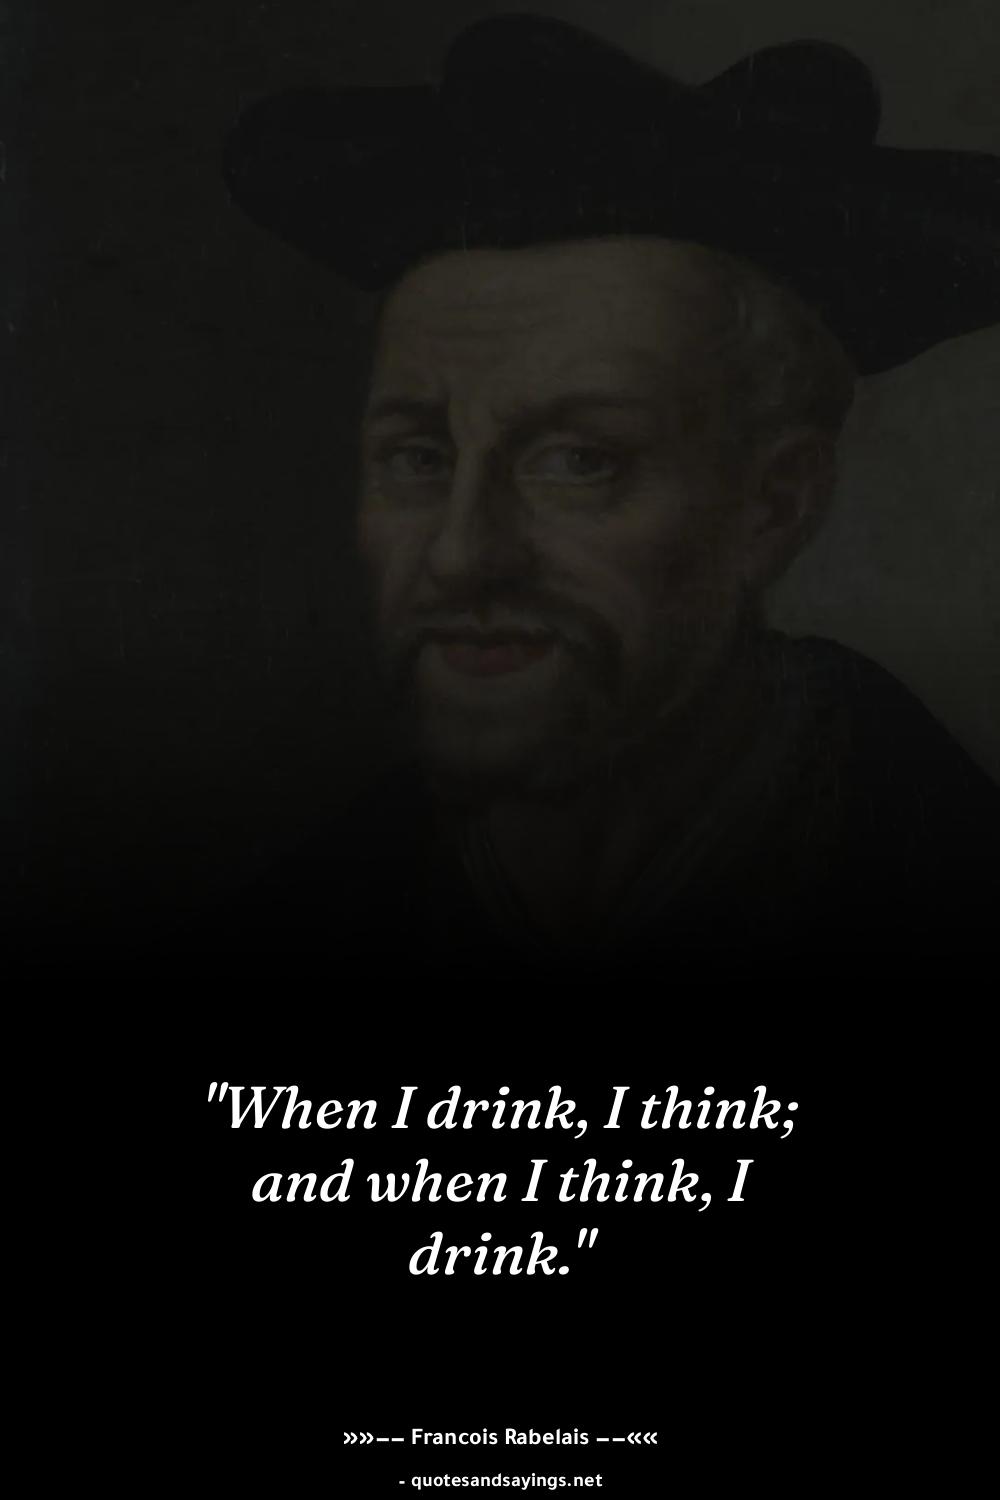 "When I drink, I think;
and when I think, I
drink."
»»–– Francois Rabelais ––««
- quotesandsayings.net